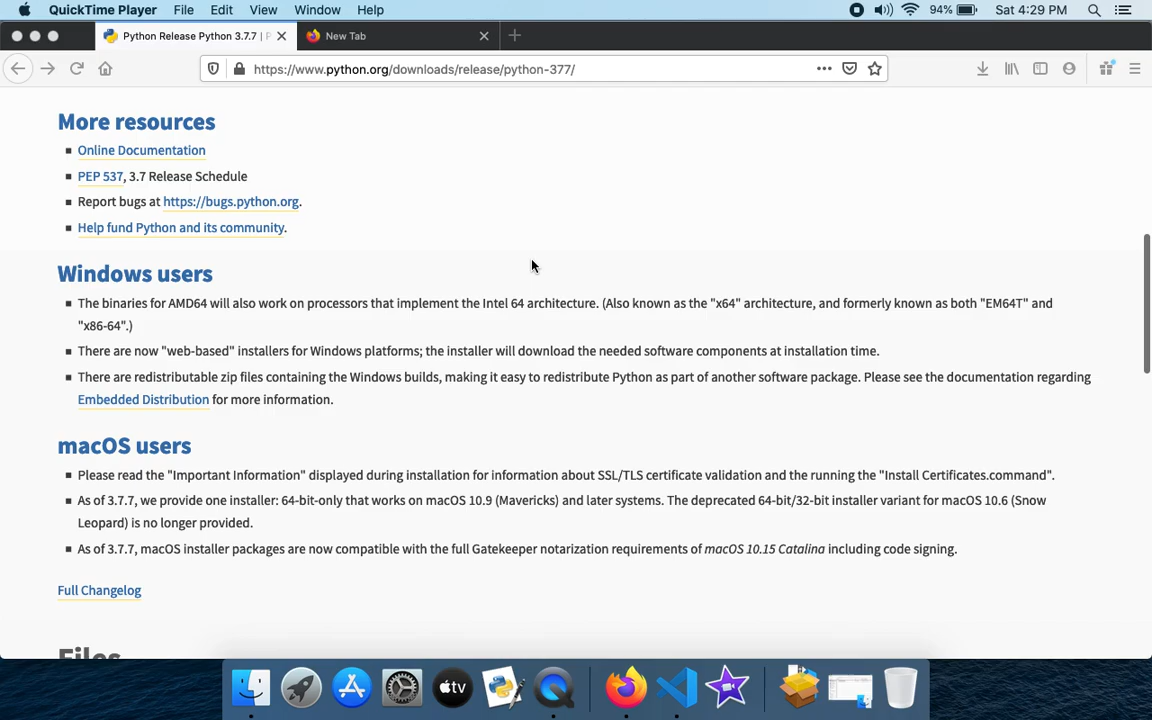 QuickTime Player File Edit View Window Help 94% Sat 4:29 PM
Python Release Python 3.7.7 | P New Tab
https://www.python.org/downloads/release/python-377/
More resources
Online Documentation
PEP 537, 3.7 Release Schedule
Report bugs at https://bugs.python.org.
Help fund Python and its community.
Windows users
The binaries for AMD64 will also work on processors that implement the Intel 64 architecture. (Also known as the "x64" architecture, and formerly known as both "EM64T" and
"x86-64".)
There are now "web-based" installers for Windows platforms; the installer will download the needed software components at installation time.
There are redistributable zip files containing the Windows builds, making it easy to redistribute Python as part of another software package. Please see the documentation regarding
Embedded Distribution for more information.
macOS users
Please read the "Important Information" displayed during installation for information about SSL/TLS certificate validation and the running the "Install Certificates.command".
As of 3.7.7, we provide one installer: 64-bit-only that works on macOS 10.9 (Mavericks) and later systems. The deprecated 64-bit/32-bit installer variant for macOS 10.6 (Snow
Leopard) is no longer provided.
As of 3.7.7, macOS installer packages are now compatible with the full Gatekeeper notarization requirements of macOS 10.15 Catalina including code signing.
Full Changelog
Files
tv